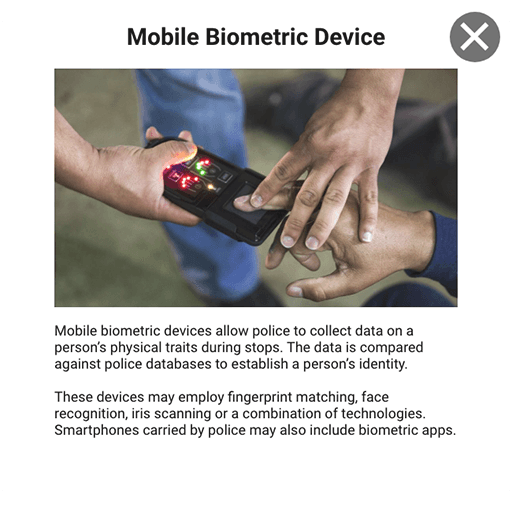 Mobile Biometric Device
Mobile biometric devices allow police to collect data on a
person’s physical traits during stops. The data is compared
against police databases to establish a person’s identity.
These devices may employ fingerprint matching, face
recognition, iris scanning or a combination of technologies.
Smartphones carried by police may also include biometric apps.